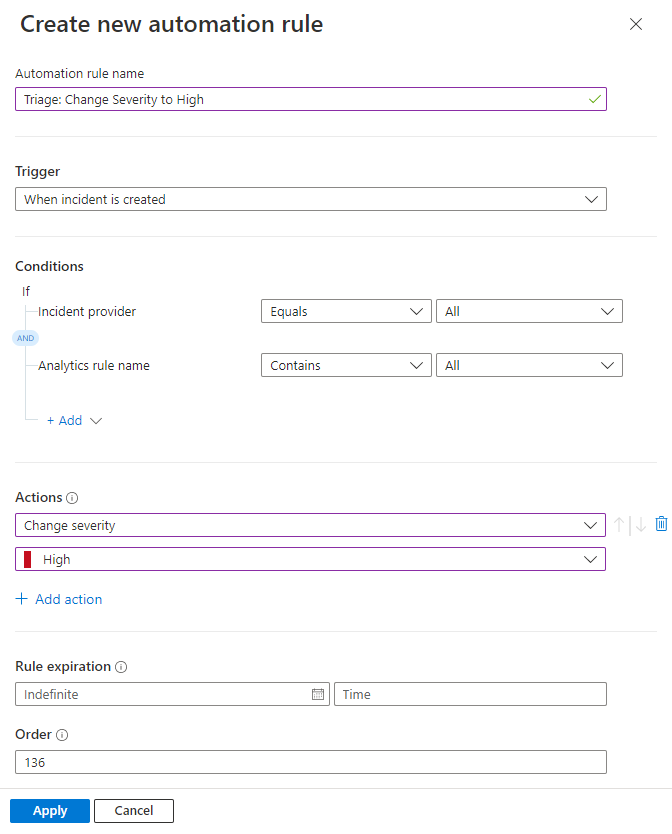 Create new automation rule
Automation rule name
Triage: Change Severity to High
Trigger
When incident is created
Conditions
If
Incident provider Equals All
AND
Analytics rule name Contains All
+ Add
Actions
Change severity
High
+ Add action
Rule expiration
Indefinite Time
Order
136
Apply Cancel